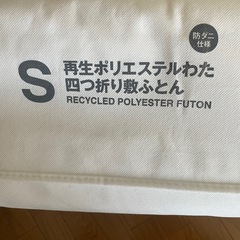 防ダニ
仕様
S
再生ポリエステルわた
四つ折り敷ふとん
RECYCLED POLYESTER FUTON